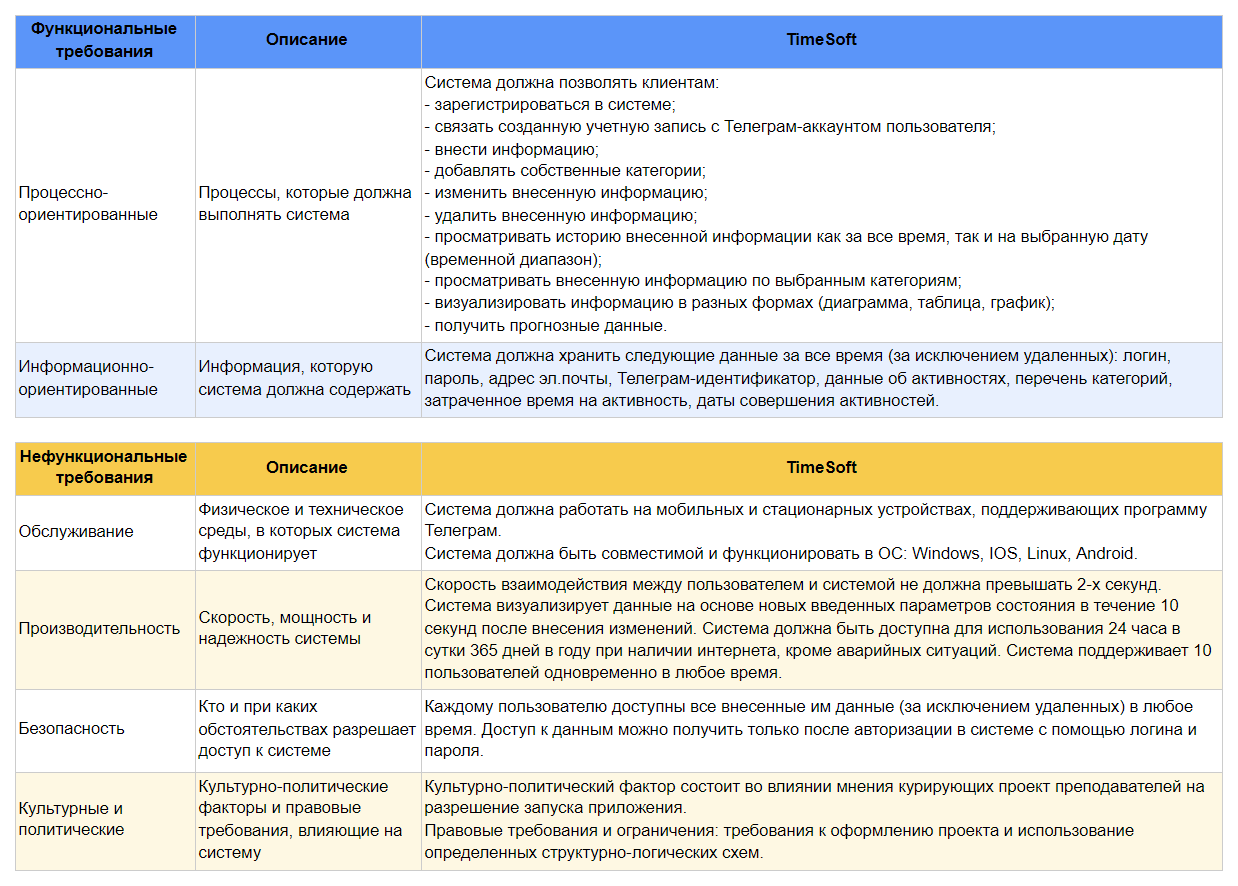 Функциональные
требования
Описание
TimeSoft
Процессно-
ориентированные
Процессы, которые должна
выполнять система
Система должна позволять клиентам:
- зарегистрироваться в системе;
- связать созданную учетную запись с Телеграм-аккаунтом пользователя;
- внести информацию;
- добавлять собственные категории;
- изменить внесенную информацию;
- удалить внесенную информацию;
- просматривать историю внесенной информации как за все время, так и на выбранную дату
(временной диапазон);
- просматривать внесенную информацию по выбранным категориям;
- визуализировать информацию в разных формах (диаграмма, таблица, график);
- получить прогнозные данные.
Информационно-
ориентированные
Информация, которую
система должна содержать
Система должна хранить следующие данные за все время (за исключением удаленных): логин,
пароль, адрес эл.почты, Телеграм-идентификатор, данные об активностях, перечень категорий,
затраченное время на активность, даты совершения активностей.
Нефункциональные
требования
Описание
TimeSoft
Обслуживание
Физическое и техническое
среды, в которых система
функционирует
Система должна работать на мобильных и стационарных устройствах, поддерживающих программу
Телеграм.
Система должна быть совместимой и функционировать в ОС: Windows, IOS, Linux, Android.
Производительность
Скорость, мощность и
надежность системы
Скорость взаимодействия между пользователем и системой не должна превышать 2-х секунд.
Система визуализирует данные на основе новых введенных параметров состояния в течение 10
секунд после внесения изменений. Система должна быть доступна для использования 24 часа в
сутки 365 дней в году при наличии интернета, кроме аварийных ситуаций. Система поддерживает 10
пользователей одновременно в любое время.
Безопасность
Кто и при каких
обстоятельствах разрешает
доступ к системе
Каждому пользователю доступны все внесенные им данные (за исключением удаленных) в любое
время. Доступ к данным можно получить только после авторизации в системе с помощью логина и
пароля.
Культурные и
политические
Культурно-политические
факторы и правовые
требования, влияющие на
систему
Культурно-политический фактор состоит во влиянии мнения курирующих проект преподавателей на
разрешение запуска приложения.
Правовые требования и ограничения: требования к оформлению проекта и использование
определенных структурно-логических схем.